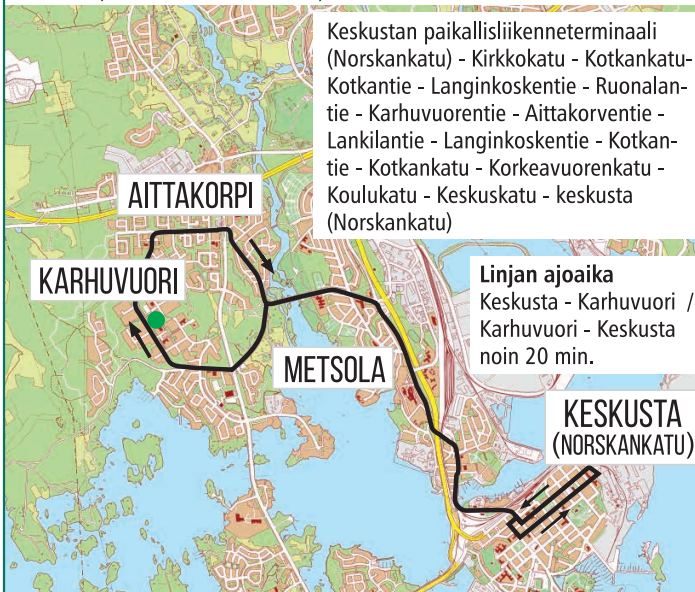 Keskustan paikallisliikenneterminaali
(Norskankatu) - Kirkkokatu - Kotkankatu-
Kotkantie - Langinkoskentie - Ruonalan-
tie - Karhuvuorentie - Aittakorventie -
Lankilantie - Langinkoskentie - Kotkan-
tie - Kotkankatu - Korkeavuorenkatu -
Koulukatu - Keskuskatu - keskusta
(Norskankatu)
AITTAKORPI
KARHUVUORI
Linjan ajoaika
Keskusta - Karhuvuori /
Karhuvuori - Keskusta
noin 20 min.
METSOLA
KESKUSTA
(NORSKANKATU)